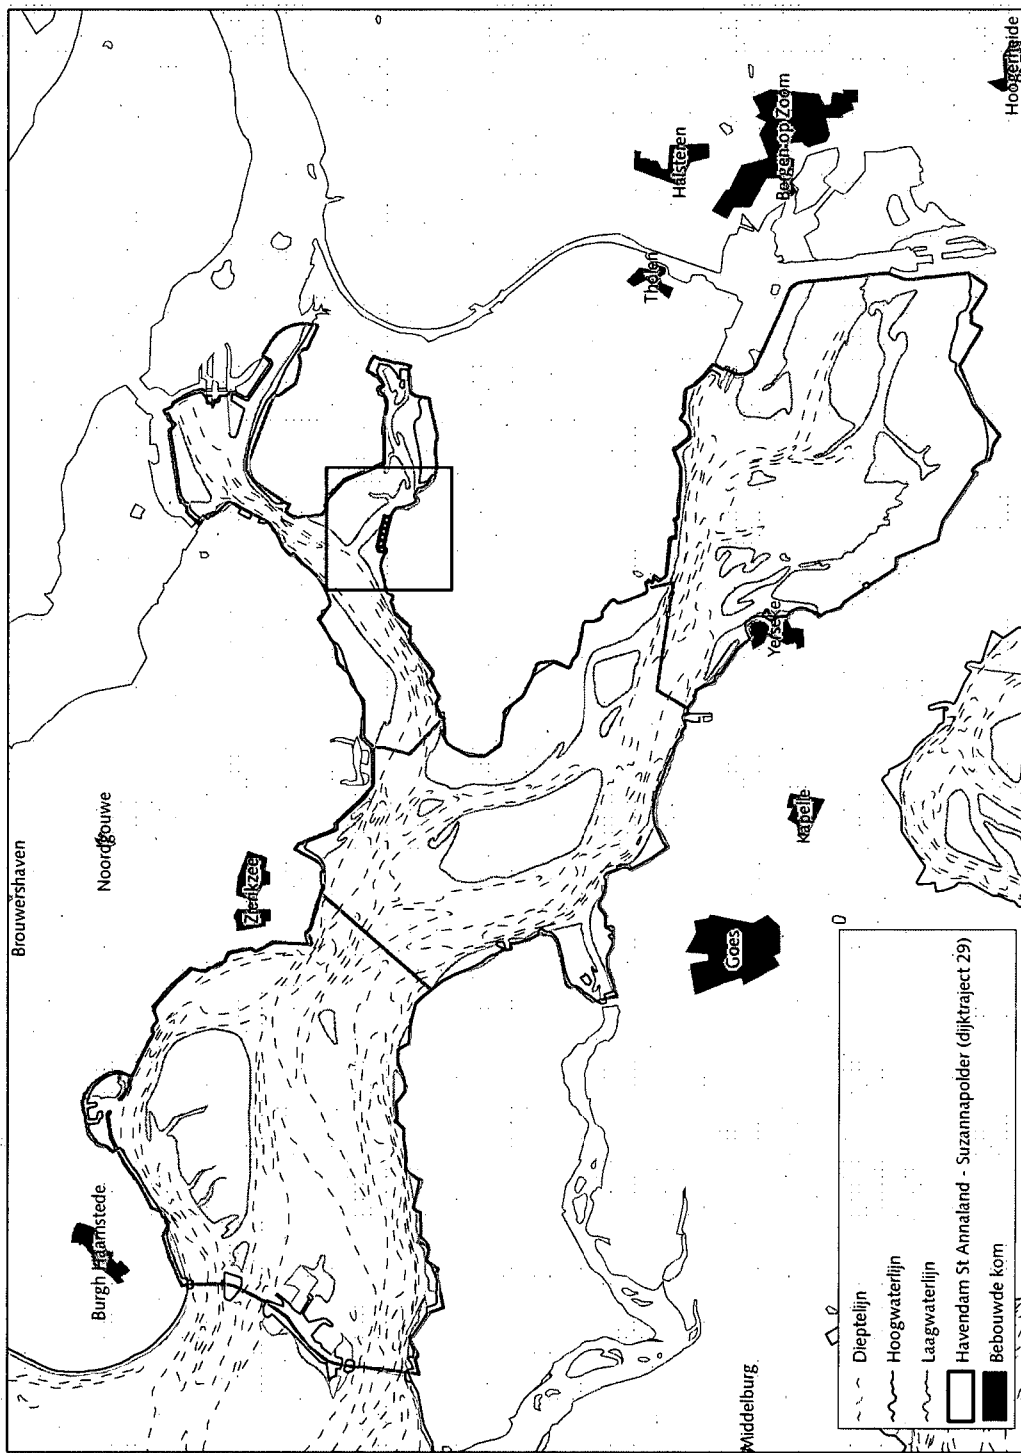 Brouwershaven
Noordgouwe
Zierikzee
Burgh Haamstede
Halsteren
Bergen op Zoom
Hoogerheide
Tholen
Yerseke
Kapelle
Goes
Middelburg
Dieptelijn
Hoogwaterlijn
Laagwaterlijn
Havendam St Annaland - Suzannapolder (dijktraject 29)
Bebouwde kom
0